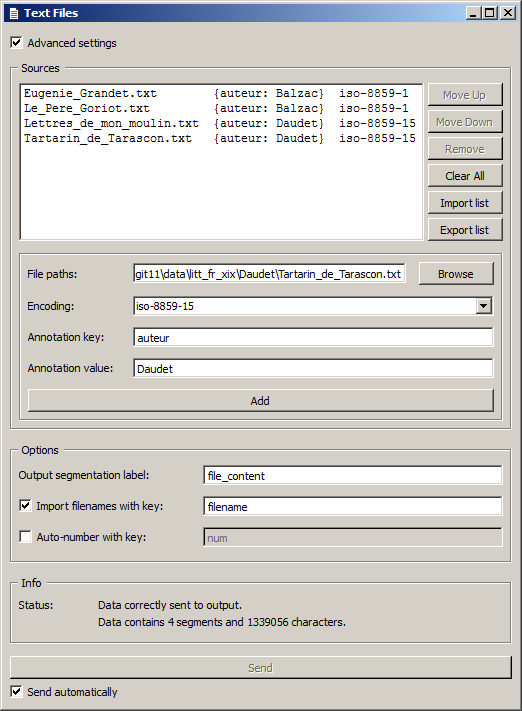 Text Files
Advanced settings
Sources
Eugenie_Grandet.txt {auteur: Balzac} iso-8859-1
Le_Pere_Goriot.txt {auteur: Balzac} iso-8859-1
Lettres_de_mon_moulin.txt {auteur: Daudet} iso-8859-15
Tartarin_de_Tarascon.txt {auteur: Daudet} iso-8859-15
Move Up
Move Down
Remove
Clear All
Import list
Export list
File paths: git11\data\litt_fr_xix\Daudet\Tartarin_de_Tarascon.txt Browse
Encoding: iso-8859-15
Annotation key: auteur
Annotation value: Daudet
Add
Options
Output segmentation label: file_content
Import filenames with key: filename
Auto-number with key: num
Info
Status: Data correctly sent to output.
Data contains 4 segments and 1339056 characters.
Send
Send automatically